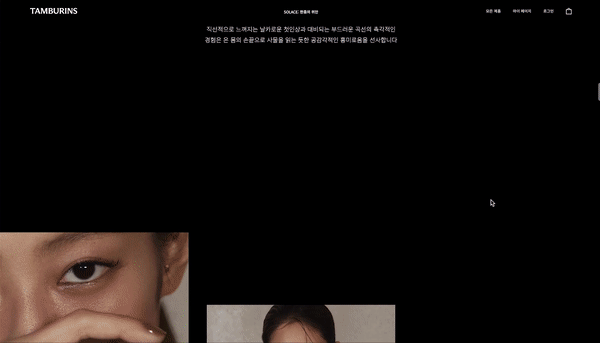 TAMBURINS
SOLACE: 한줌의 위안
모든 제품
마이 페이지
로그인
직선적으로 느껴지는 날카로운 첫인상과 대비되는 부드러운 곡선의 촉각적인
경험은 온 몸의 손끝으로 사물을 읽는 듯한 공감각적인 흥미로움을 선사합니다